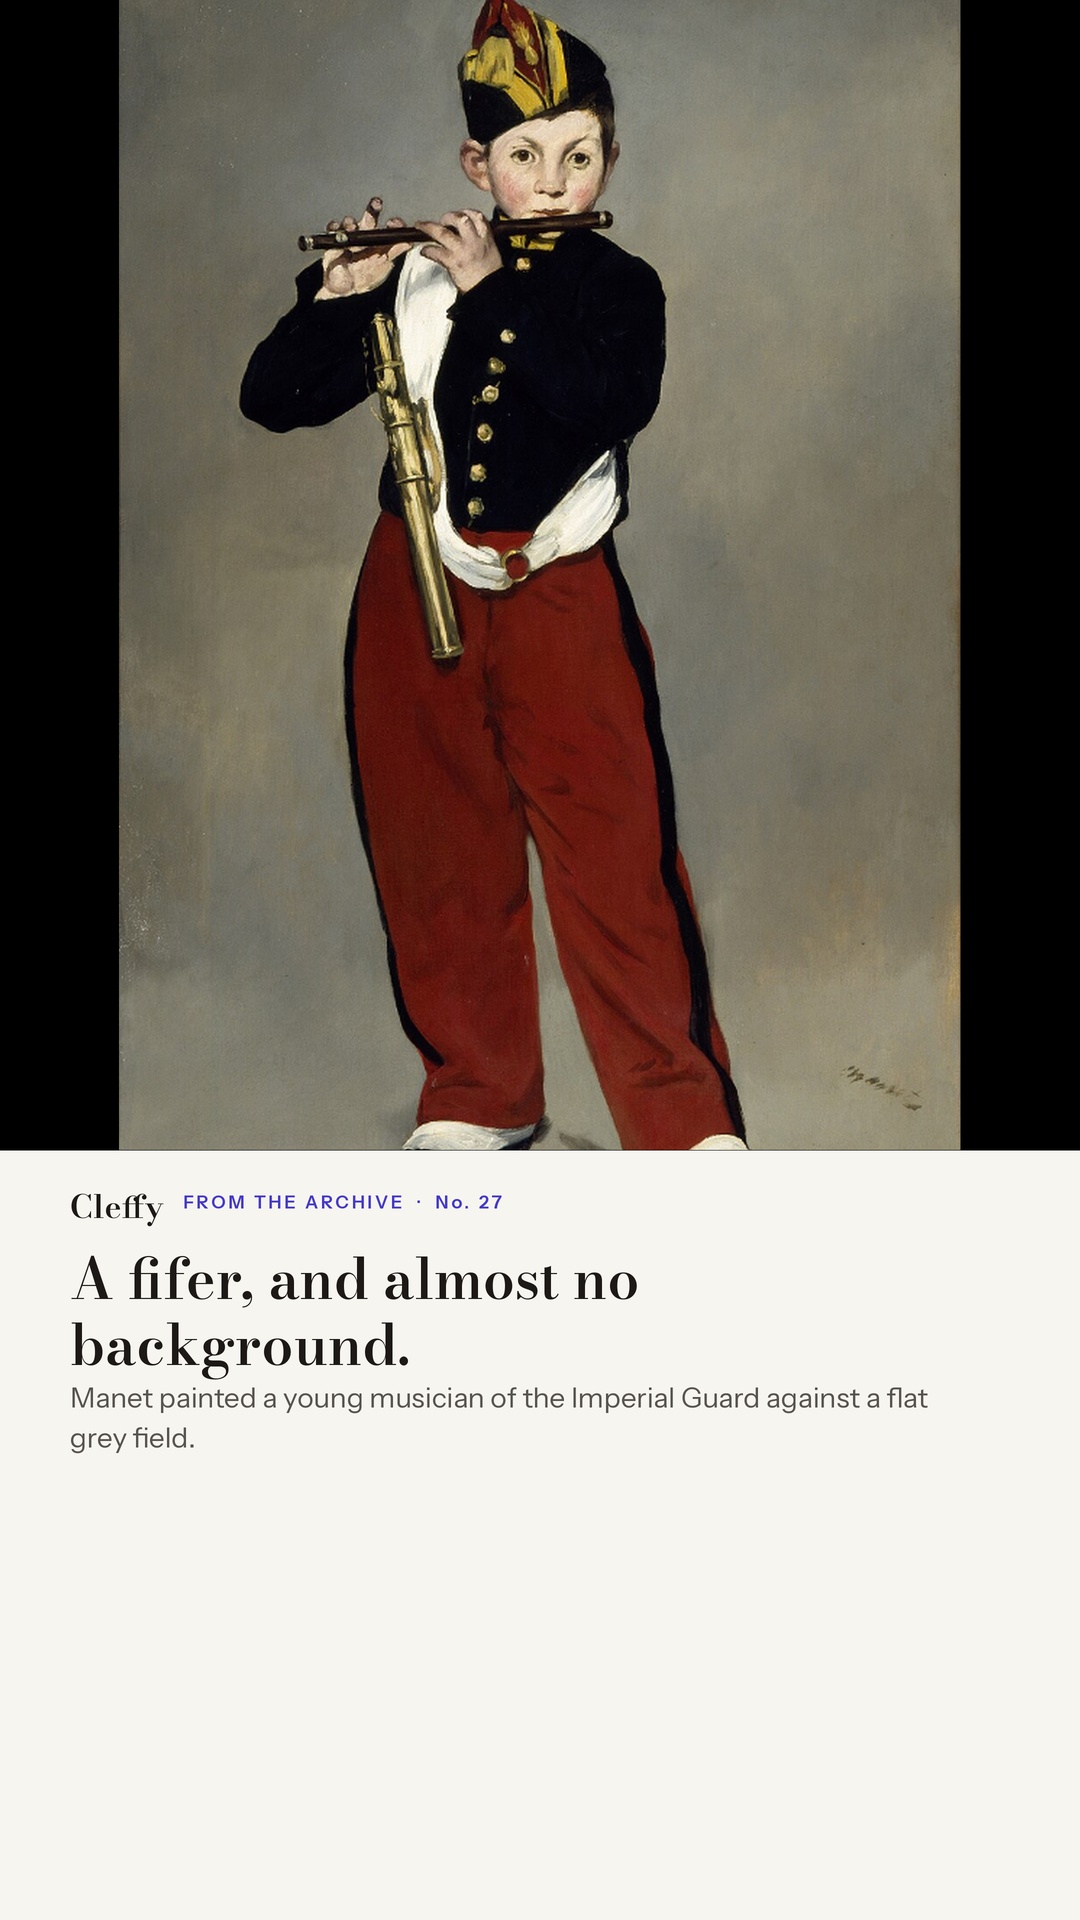 Manet
Cleffy FROM THE ARCHIVE · No. 27
A fifer, and almost no
background.
Manet painted a young musician of the Imperial Guard against a flat
grey field.